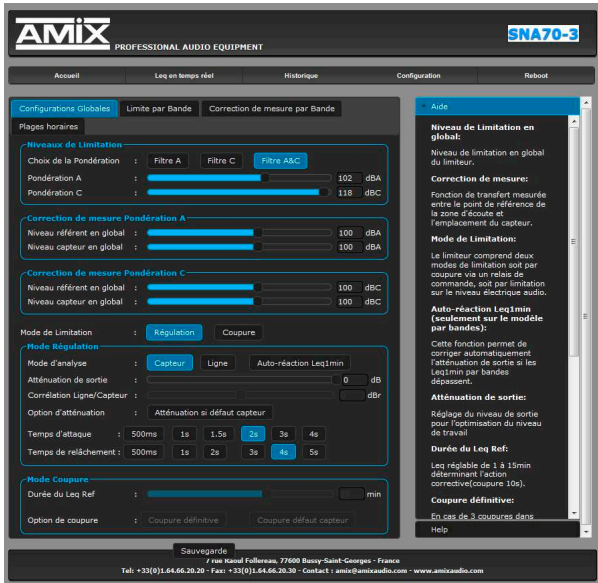 AMiX
PROFESSIONAL AUDIO EQUIPMENT
SNA70-3
Accueil Leq en temps réel Historique Configuration Reboot
Configurations Globales Limite par Bande Correction de mesure par Bande
Plages horaires
Niveaux de Limitation
Choix de la Pondération : Filtre A Filtre C Filtre A&C
Pondération A : 102 dBA
Pondération C : 118 dBC
Correction de mesure Pondération A
Niveau référent en global : 100 dBA
Niveau capteur en global : 100 dBA
Correction de mesure Pondération C
Niveau référent en global : 100 dBC
Niveau capteur en global : 100 dBC
Mode de Limitation : Régulation Coupure
Mode Régulation
Mode d'analyse : Capteur Ligne Auto-réaction Leq1min
Atténuation de sortie : 0 dB
Corrélation Ligne/Capteur : dBr
Option d'atténuation : Atténuation si défaut capteur
Temps d'attaque : 500ms 1s 1.5s 2s 3s 4s
Temps de relâchement : 500ms 1s 2s 3s 4s 5s
Mode Coupure
Durée du Leq Ref : min
Option de coupure : Coupure définitive Coupure défaut capteur
Sauvegarde
Aide
Niveau de Limitation en
global:
Niveau de limitation en global
du limiteur.
Correction de mesure:
Fonction de transfert mesurée
entre le point de référence de
la zone d'écoute et
l'emplacement du capteur.
Mode de Limitation:
Le limiteur comprend deux
modes de limitation soit par
coupure via un relais de
commande, soit par limitation
sur le niveau électrique audio.
Auto-réaction Leq1min
(seulement sur le modèle
par bandes):
Cette fonction permet de
corriger automatiquement
l'atténuation de sortie si les
Leq1min par bandes
dépassent.
Atténuation de sortie:
Réglage du niveau de sortie
pour l'optimisation du niveau
de travail
Durée du Leq Ref:
Leq réglable de 1 à 15min
déterminant l'action
corrective(coupure 10s).
Coupure définitive:
En cas de 3 coupures dans
Help
7 rue Raoul Follereau, 77600 Bussy-Saint-Georges - France
Tel: +33(0)1.64.66.20.20 - Fax: +33(0)1.64.66.20.30 - Contact : amix@amixaudio.com - www.amixaudio.com